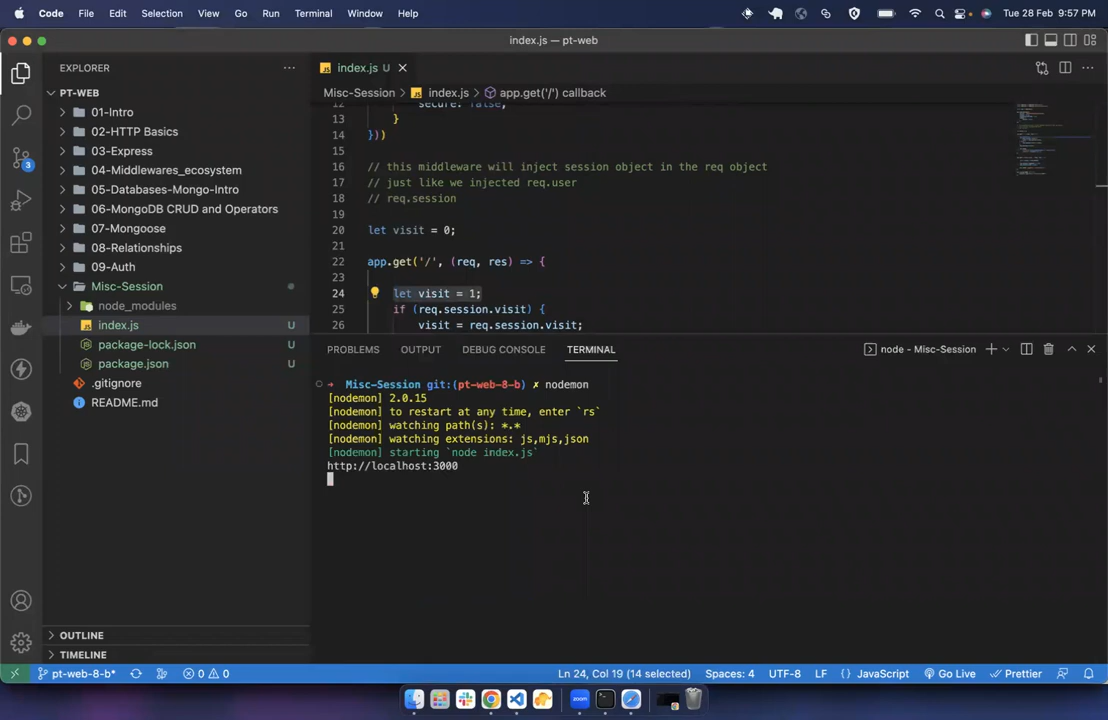 Code File Edit Selection View Go Run Terminal Window Help
Tue 28 Feb 9:57 PM
index.js — pt-web
EXPLORER
PT-WEB
01-Intro
02-HTTP Basics
03-Express
04-Middlewares_ecosystem
05-Databases-Mongo-Intro
06-MongoDB CRUD and Operators
07-Mongoose
08-Relationships
09-Auth
Misc-Session
node_modules
index.js U
package-lock.json U
package.json U
.gitignore
README.md
OUTLINE
TIMELINE
3
index.js U
Misc-Session > index.js > app.get('/') callback
12 secure: false,
13 }
14 }))
15
16 // this middleware will inject session object in the req object
17 // just like we injected req.user
18 // req.session
19
20 let visit = 0;
21
22 app.get('/', (req, res) => {
23
24 let visit = 1;
25 if (req.session.visit) {
26 visit = req.session.visit;
PROBLEMS OUTPUT DEBUG CONSOLE TERMINAL
node - Misc-Session
→ Misc-Session git:(pt-web-8-b) ✗ nodemon
[nodemon] 2.0.15
[nodemon] to restart at any time, enter `rs`
[nodemon] watching path(s): *.*
[nodemon] watching extensions: js,mjs,json
[nodemon] starting `node index.js`
http://localhost:3000
pt-web-8-b* 0 0 Ln 24, Col 19 (14 selected) Spaces: 4 UTF-8 LF { } JavaScript Go Live Prettier
zoom